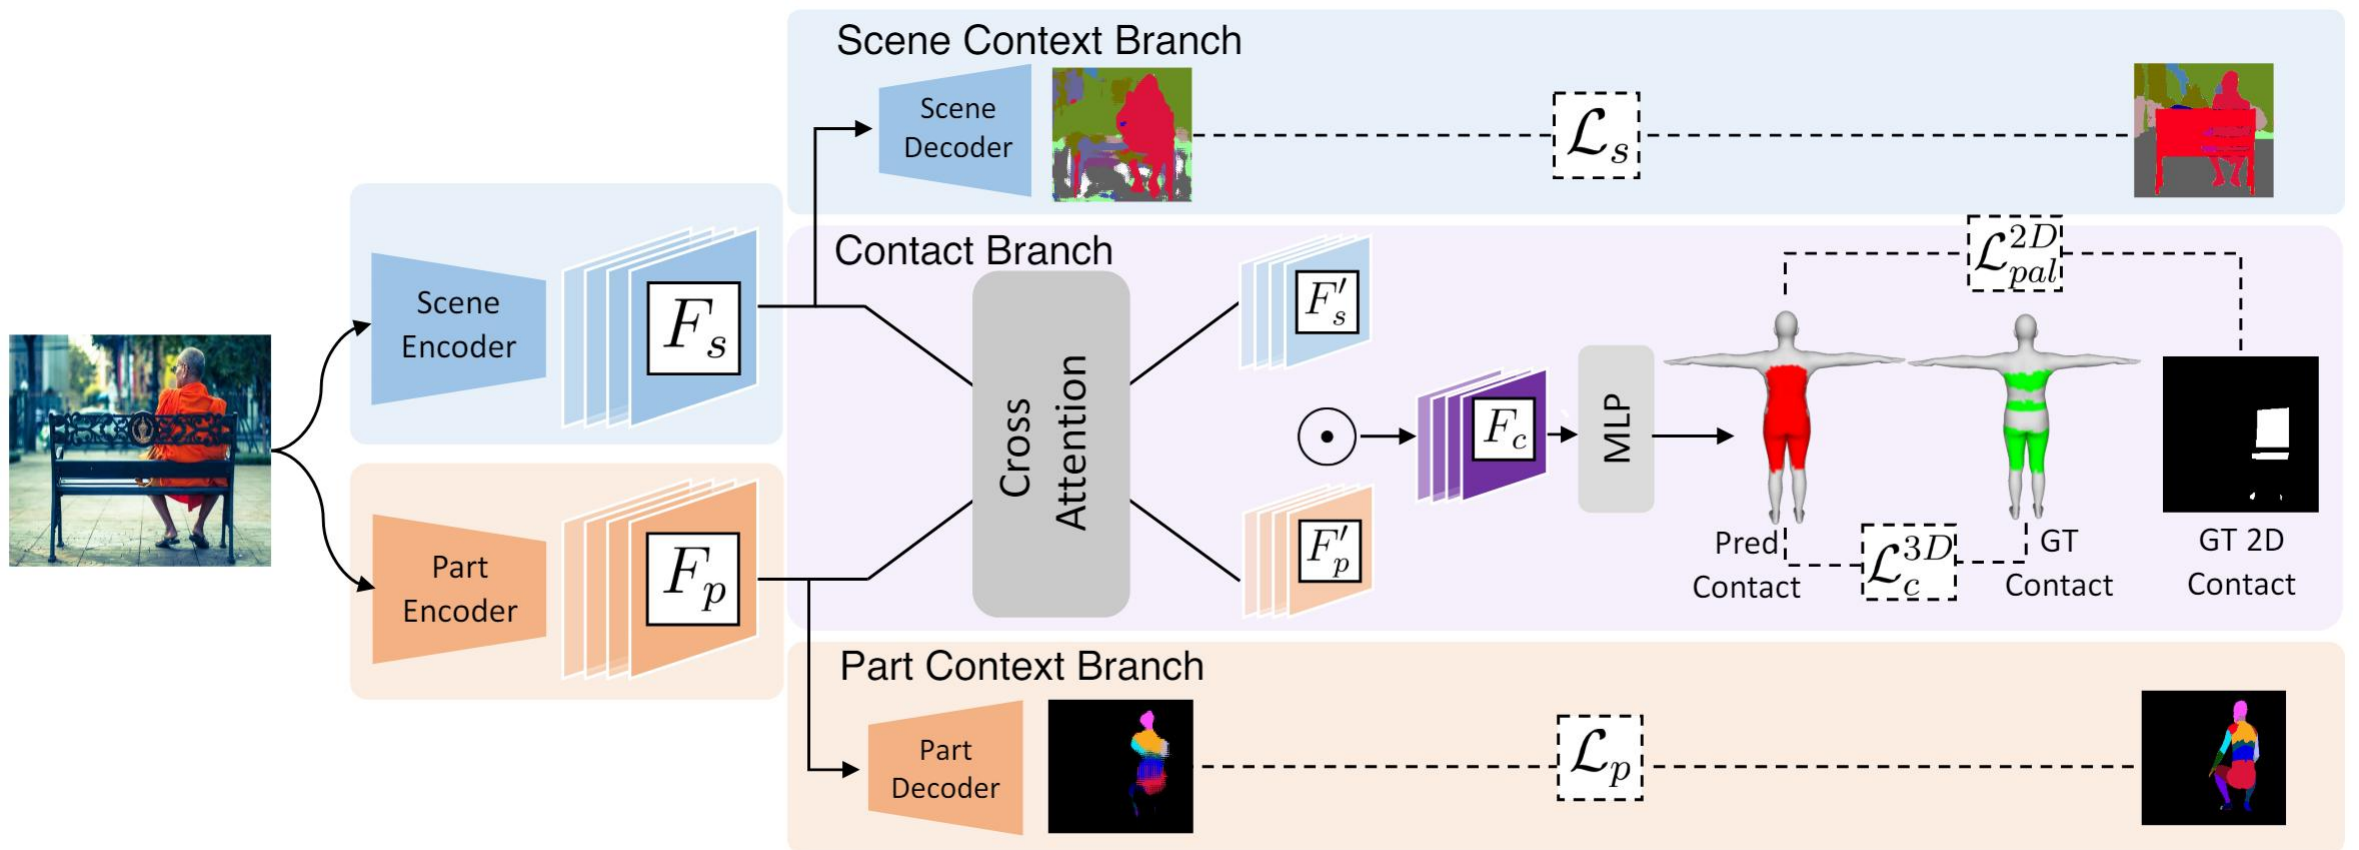 Scene Context Branch
Scene
Decoder
ℒs
Scene
Encoder
Fs
Contact Branch
Cross
Attention
F′s
F′p
Fc
MLP
ℒ2Dpal
Pred
Contact
ℒ3Dc
GT
Contact
GT 2D
Contact
Part
Encoder
Fp
Part Context Branch
Part
Decoder
ℒp